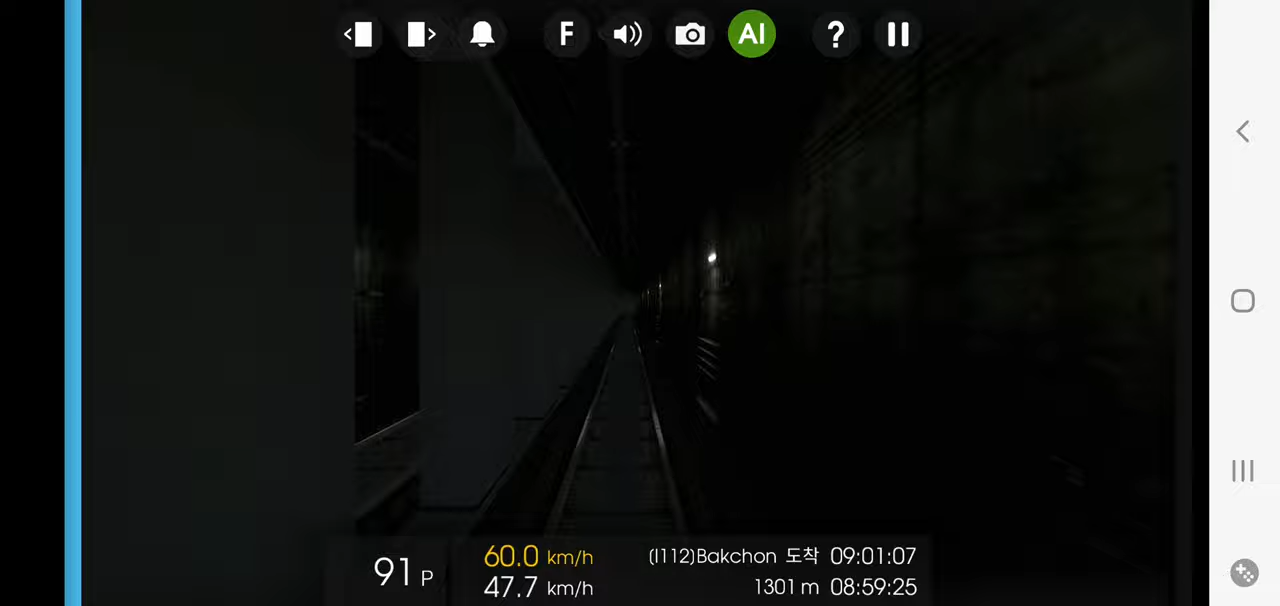 F AI ?
91 P
60.0 km/h
47.7 km/h
(I112)Bakchon 도착 09:01:07
1301 m 08:59:25